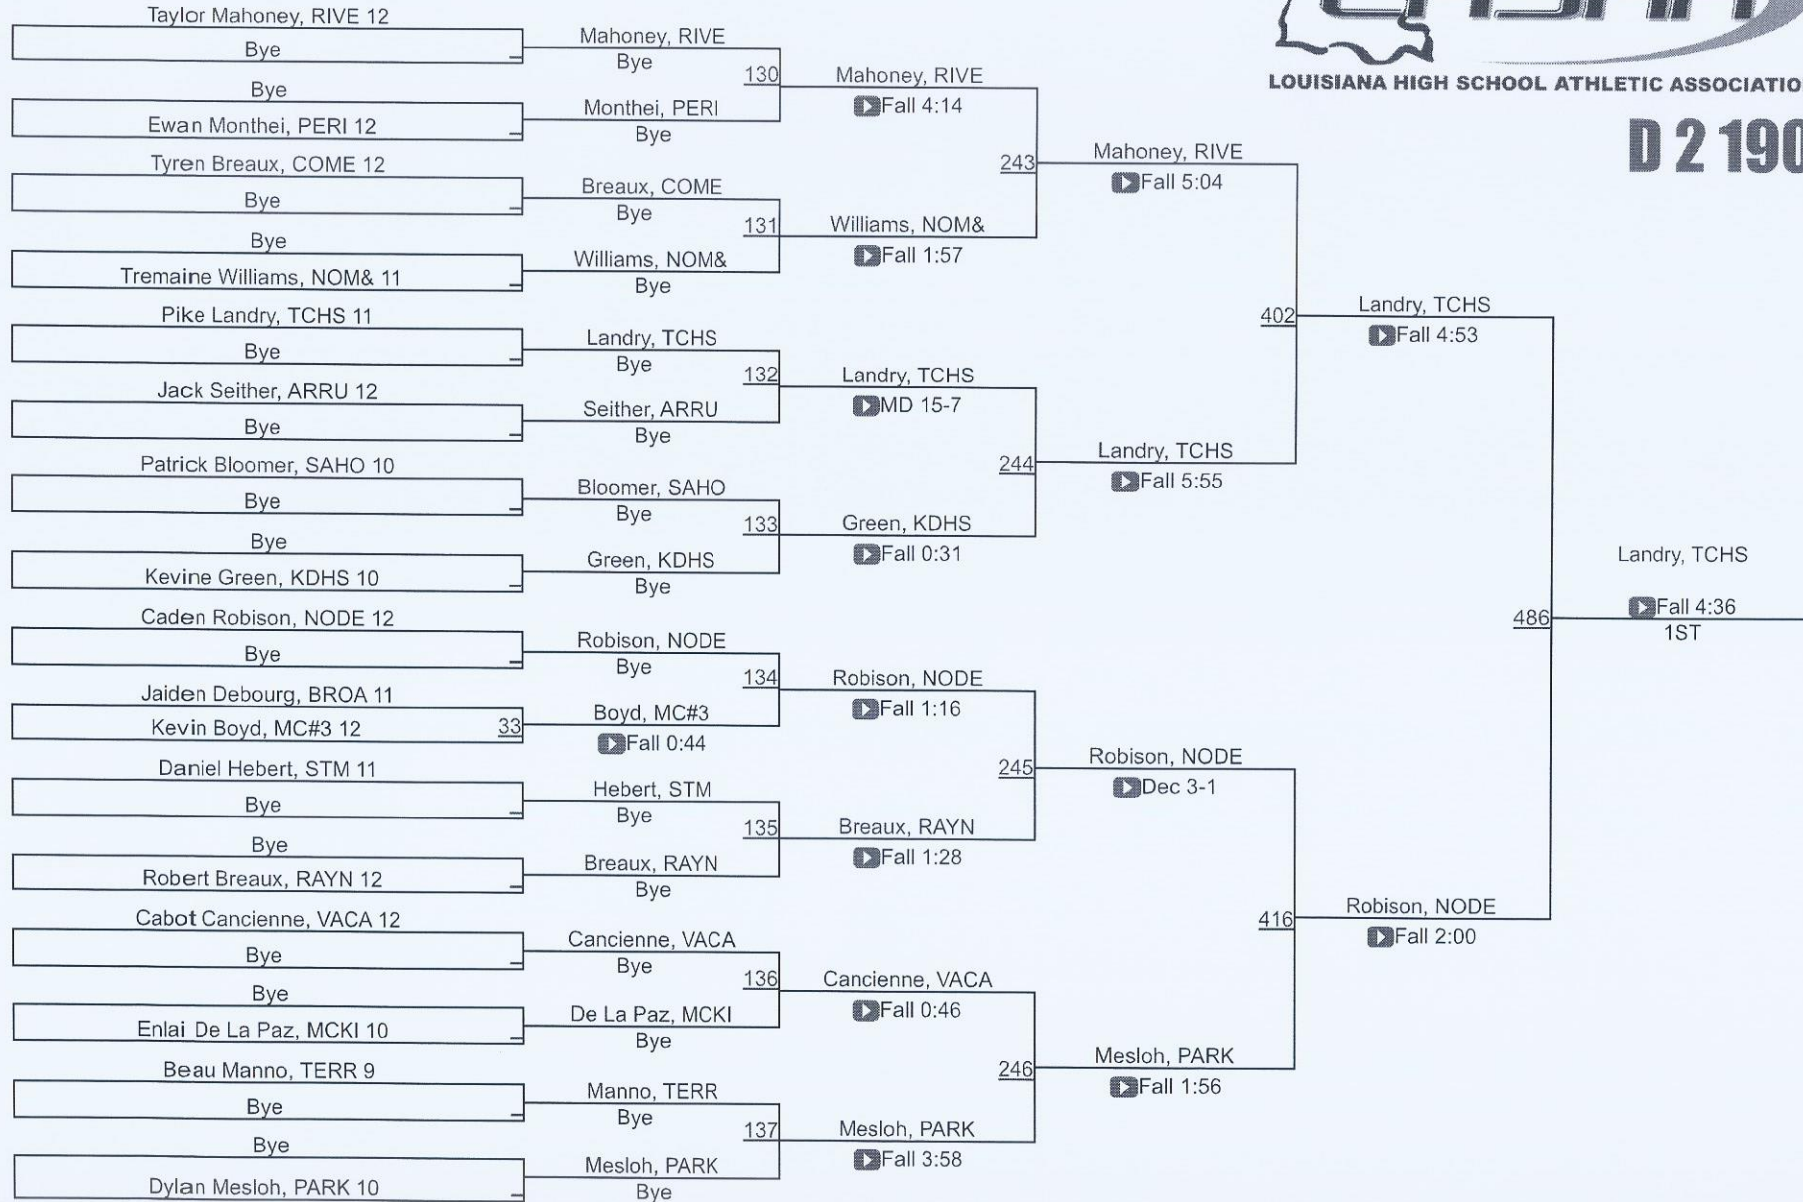 LOUISIANA HIGH SCHOOL ATHLETIC ASSOCIATIO
D 2 190
Taylor Mahoney, RIVE 12
Bye
Bye
Ewan Monthei, PERI 12
Tyren Breaux, COME 12
Bye
Bye
Tremaine Williams, NOM& 11
Pike Landry, TCHS 11
Bye
Jack Seither, ARRU 12
Bye
Patrick Bloomer, SAHO 10
Bye
Bye
Kevine Green, KDHS 10
Caden Robison, NODE 12
Bye
Jaiden Debourg, BROA 11
Kevin Boyd, MC#3 12
33
Daniel Hebert, STM 11
Bye
Bye
Robert Breaux, RAYN 12
Cabot Cancienne, VACA 12
Bye
Bye
Enlai De La Paz, MCKI 10
Beau Manno, TERR 9
Bye
Bye
Dylan Mesloh, PARK 10
Mahoney, RIVE
Bye
130
Monthei, PERI
Bye
Breaux, COME
Bye
131
Williams, NOM&
Bye
Landry, TCHS
Bye
132
Seither, ARRU
Bye
Bloomer, SAHO
Bye
133
Green, KDHS
Bye
Robison, NODE
Bye
134
Boyd, MC#3
Fall 0:44
Hebert, STM
Bye
135
Breaux, RAYN
Bye
Cancienne, VACA
Bye
136
De La Paz, MCKI
Bye
Manno, TERR
Bye
137
Mesloh, PARK
Bye
Mahoney, RIVE
Fall 4:14
243
Williams, NOM&
Fall 1:57
Landry, TCHS
MD 15-7
244
Green, KDHS
Fall 0:31
Robison, NODE
Fall 1:16
245
Breaux, RAYN
Fall 1:28
Cancienne, VACA
Fall 0:46
246
Mesloh, PARK
Fall 3:58
Mahoney, RIVE
Fall 5:04
402
Landry, TCHS
Fall 5:55
Robison, NODE
Dec 3-1
416
Mesloh, PARK
Fall 1:56
Landry, TCHS
Fall 4:53
486
Robison, NODE
Fall 2:00
Landry, TCHS
Fall 4:36
1ST